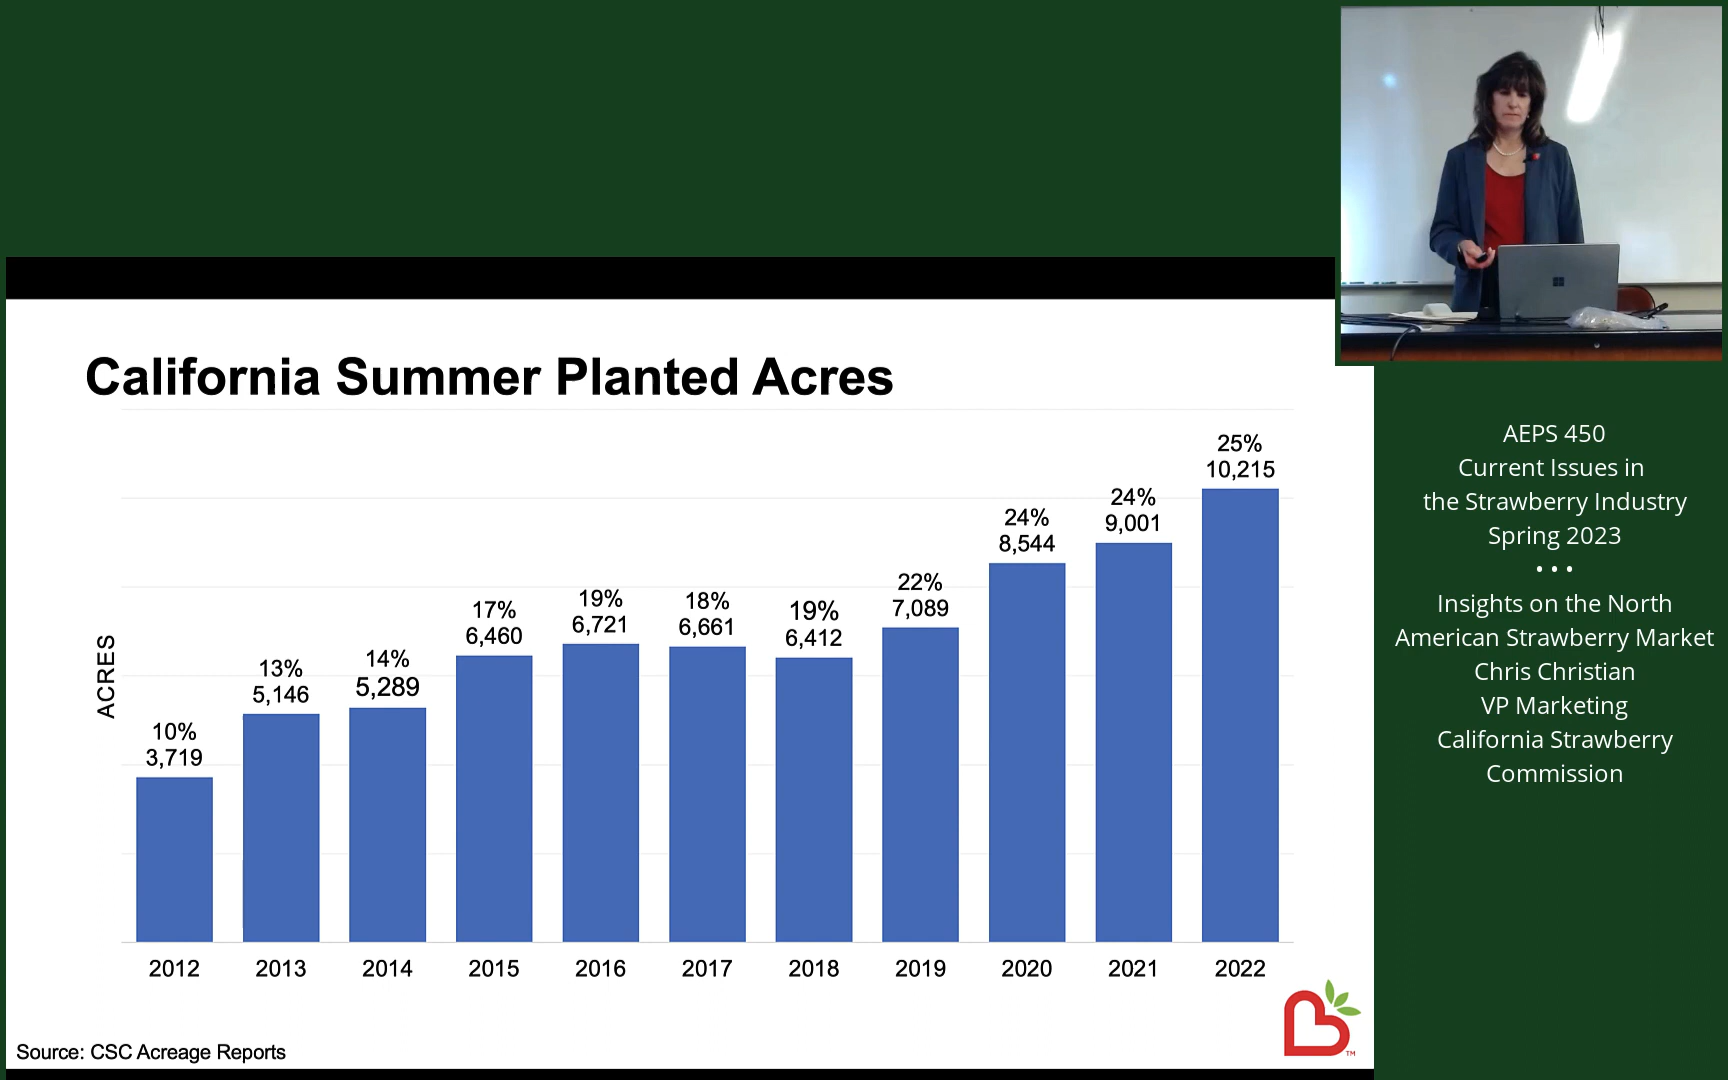 California Summer Planted Acres
ACRES
10%
3,719
13%
5,146
14%
5,289
17%
6,460
19%
6,721
18%
6,661
19%
6,412
22%
7,089
24%
8,544
24%
9,001
25%
10,215
2012
2013
2014
2015
2016
2017
2018
2019
2020
2021
2022
TM
Source: CSC Acreage Reports
AEPS 450
Current Issues in
the Strawberry Industry
Spring 2023
• • •
Insights on the North
American Strawberry Market
Chris Christian
VP Marketing
California Strawberry
Commission